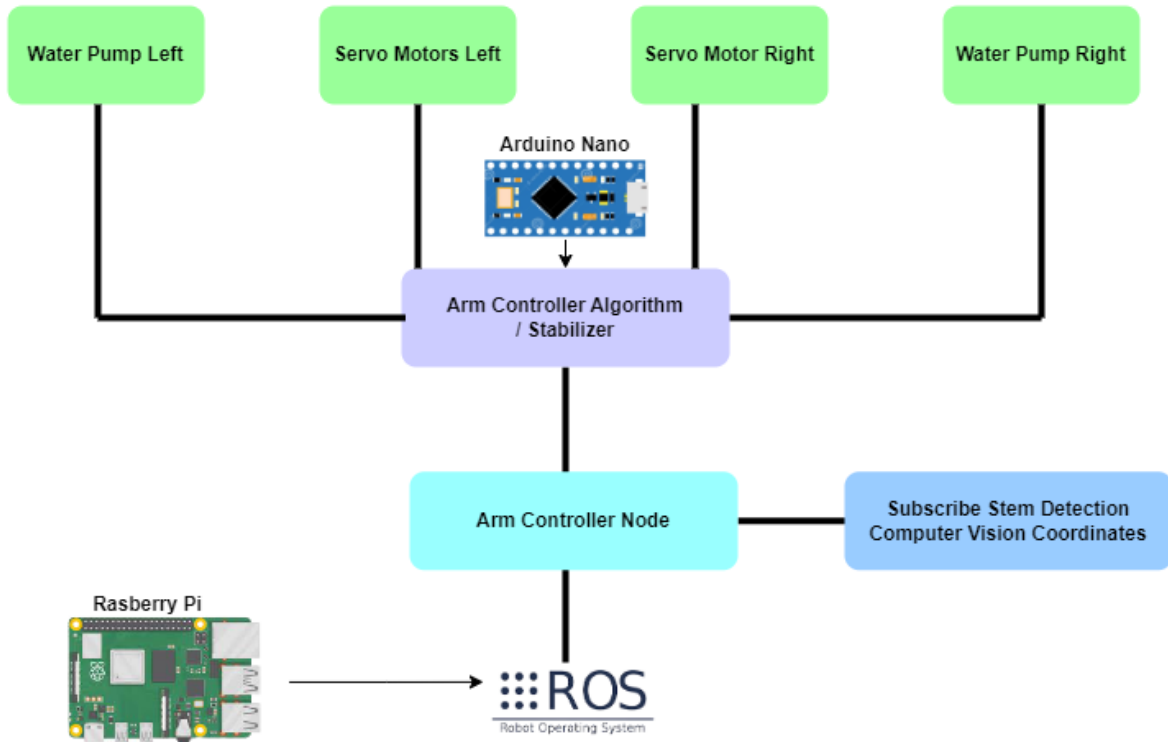 Water Pump Left
Servo Motors Left
Servo Motor Right
Water Pump Right
Arduino Nano
Arm Controller Algorithm
/ Stabilizer
Arm Controller Node
Subscribe Stem Detection
Computer Vision Coordinates
Rasberry Pi
ROS
Robot Operating System